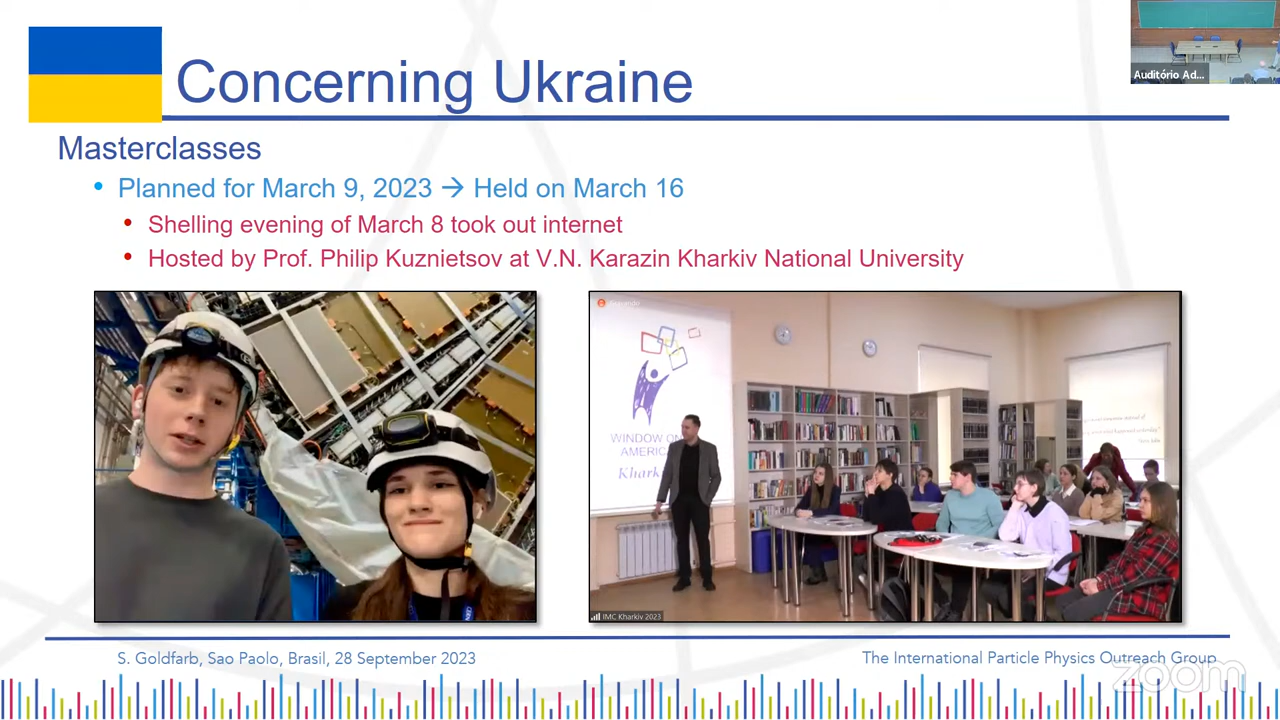 Concerning Ukraine
Auditório Ad...
Masterclasses
• Planned for March 9, 2023 → Held on March 16
• Shelling evening of March 8 took out internet
• Hosted by Prof. Philip Kuznietsov at V.N. Karazin Kharkiv National University
WINDOW ON
AMERICA
Khark
IMC Kharkiv 2023
S. Goldfarb, Sao Paolo, Brasil, 28 September 2023
The International Particle Physics Outreach Group
zoom